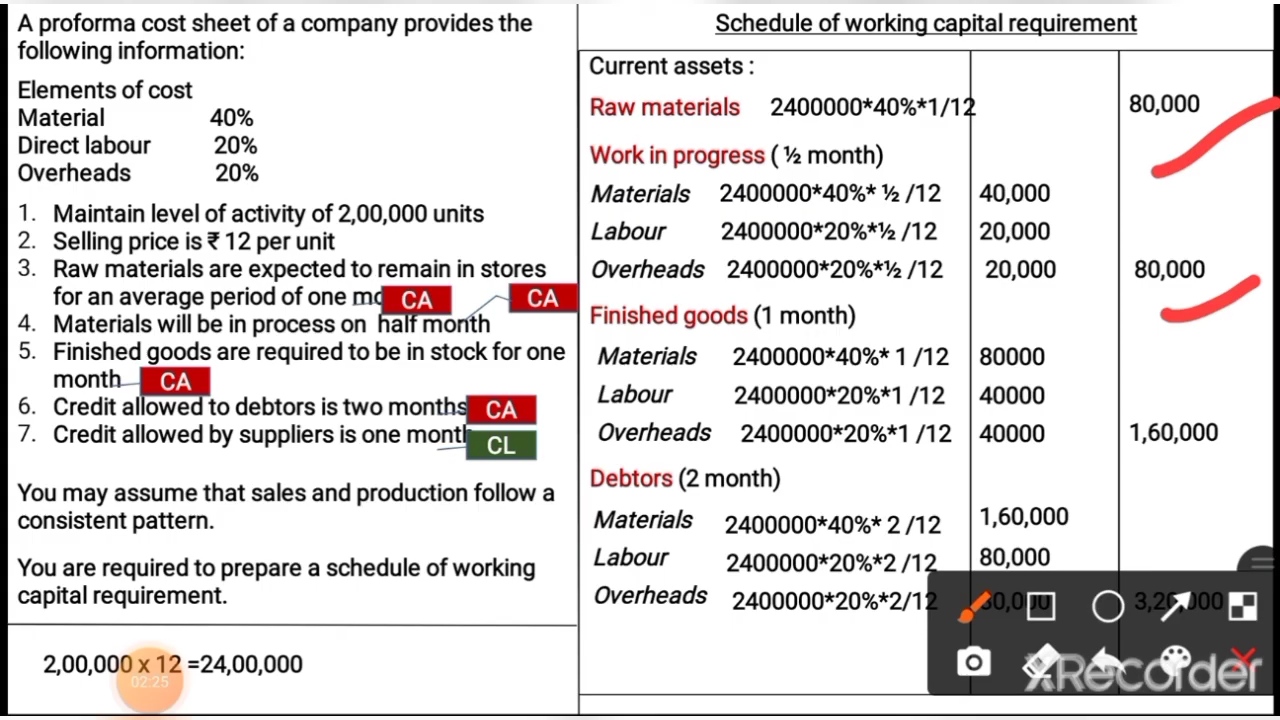 A proforma cost sheet of a company provides the
following information:
Elements of cost
Material 40%
Direct labour 20%
Overheads 20%
1. Maintain level of activity of 2,00,000 units
2. Selling price is ₹ 12 per unit
3. Raw materials are expected to remain in stores
for an average period of one CA CA
4. Materials will be in process on half month
5. Finished goods are required to be in stock for one
month CA
6. Credit allowed to debtors is two months CA
7. Credit allowed by suppliers is one month CL
You may assume that sales and production follow a
consistent pattern.
You are required to prepare a schedule of working
capital requirement.
2,00,000 x 12 =24,00,000
02:25
Schedule of working capital requirement
Current assets :
Raw materials 2400000*40%*1/12 80,000
Work in progress ( ½ month)
Materials 2400000*40%* ½ /12 40,000
Labour 2400000*20%*½ /12 20,000
Overheads 2400000*20%*½ /12 20,000 80,000
Finished goods (1 month)
Materials 2400000*40%* 1 /12 80000
Labour 2400000*20%*1 /12 40000
Overheads 2400000*20%*1 /12 40000 1,60,000
Debtors (2 month)
Materials 2400000*40%* 2 /12 1,60,000
Labour 2400000*20%*2 /12 80,000
Overheads 2400000*20%*2/12 80,000 3,20,000
XRecorder